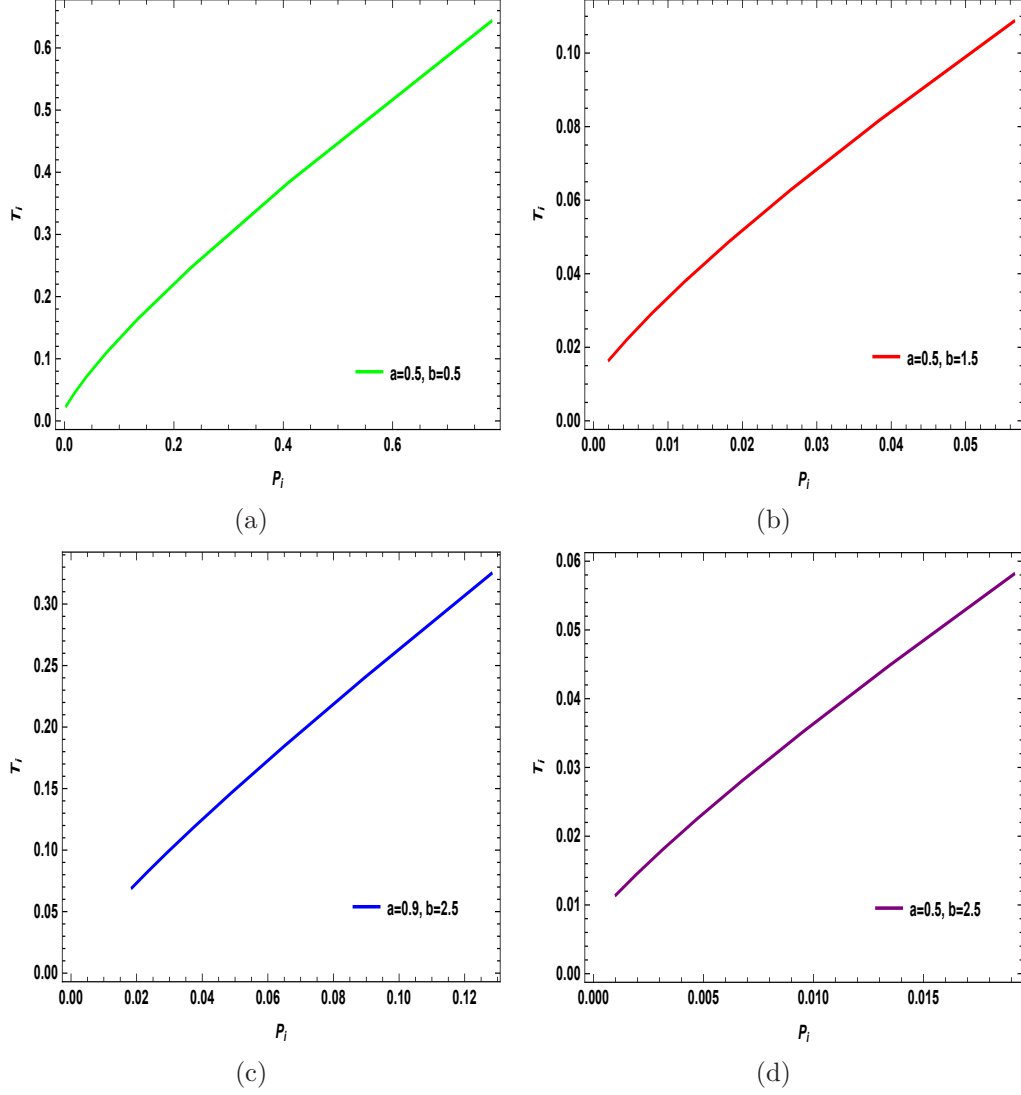 0.6
0.5
0.4
0.3
0.2
0.1
0.0
T_i
a=0.5, b=0.5
0.0 0.2 0.4 0.6
P_i
(a)
0.10
0.08
0.06
0.04
0.02
0.00
T_i
a=0.5, b=1.5
0.00 0.01 0.02 0.03 0.04 0.05
P_i
(b)
0.30
0.25
0.20
0.15
0.10
0.05
0.00
T_i
a=0.9, b=2.5
0.00 0.02 0.04 0.06 0.08 0.10 0.12
P_i
(c)
0.06
0.05
0.04
0.03
0.02
0.01
0.00
T_i
a=0.5, b=2.5
0.000 0.005 0.010 0.015
P_i
(d)